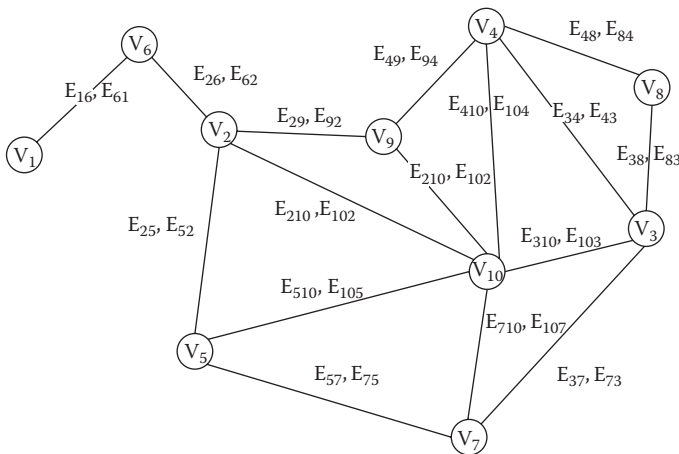 V4
E48, E84
V6
E49, E94
E26, E62
V8
E16, E61
E410, E104
E34, E43
E29, E92
V2
V9
V1
E38, E83
E210, E102
E25, E52
E210 ,E102
V3
E310, E103
V10
E510, E105
E710, E107
V5
E57, E75
E37, E73
V7